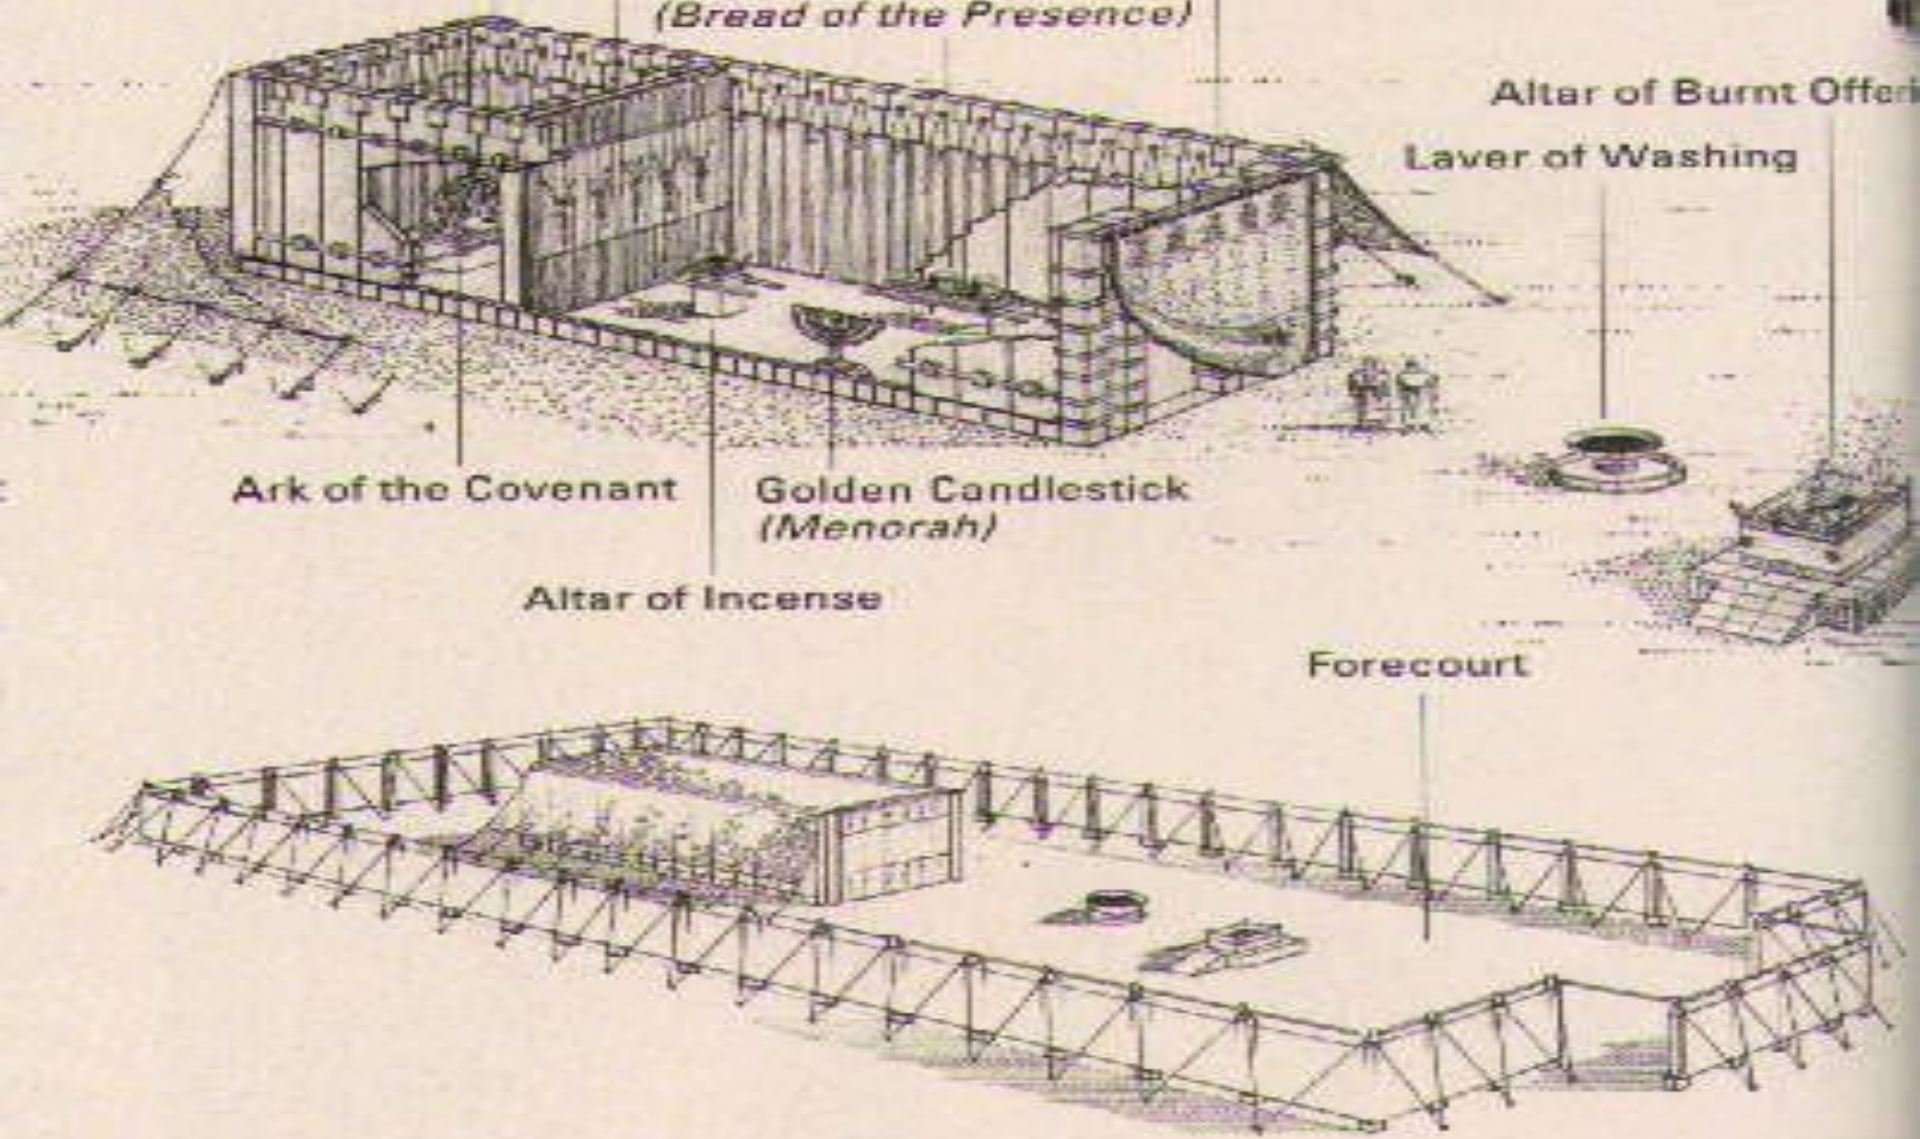 (Bread of the Presence)
Altar of Burnt
Laver of Washing
Ark of the Covenant
Golden Candlestick
(Menorah)
Altar of Incense
Forecourt